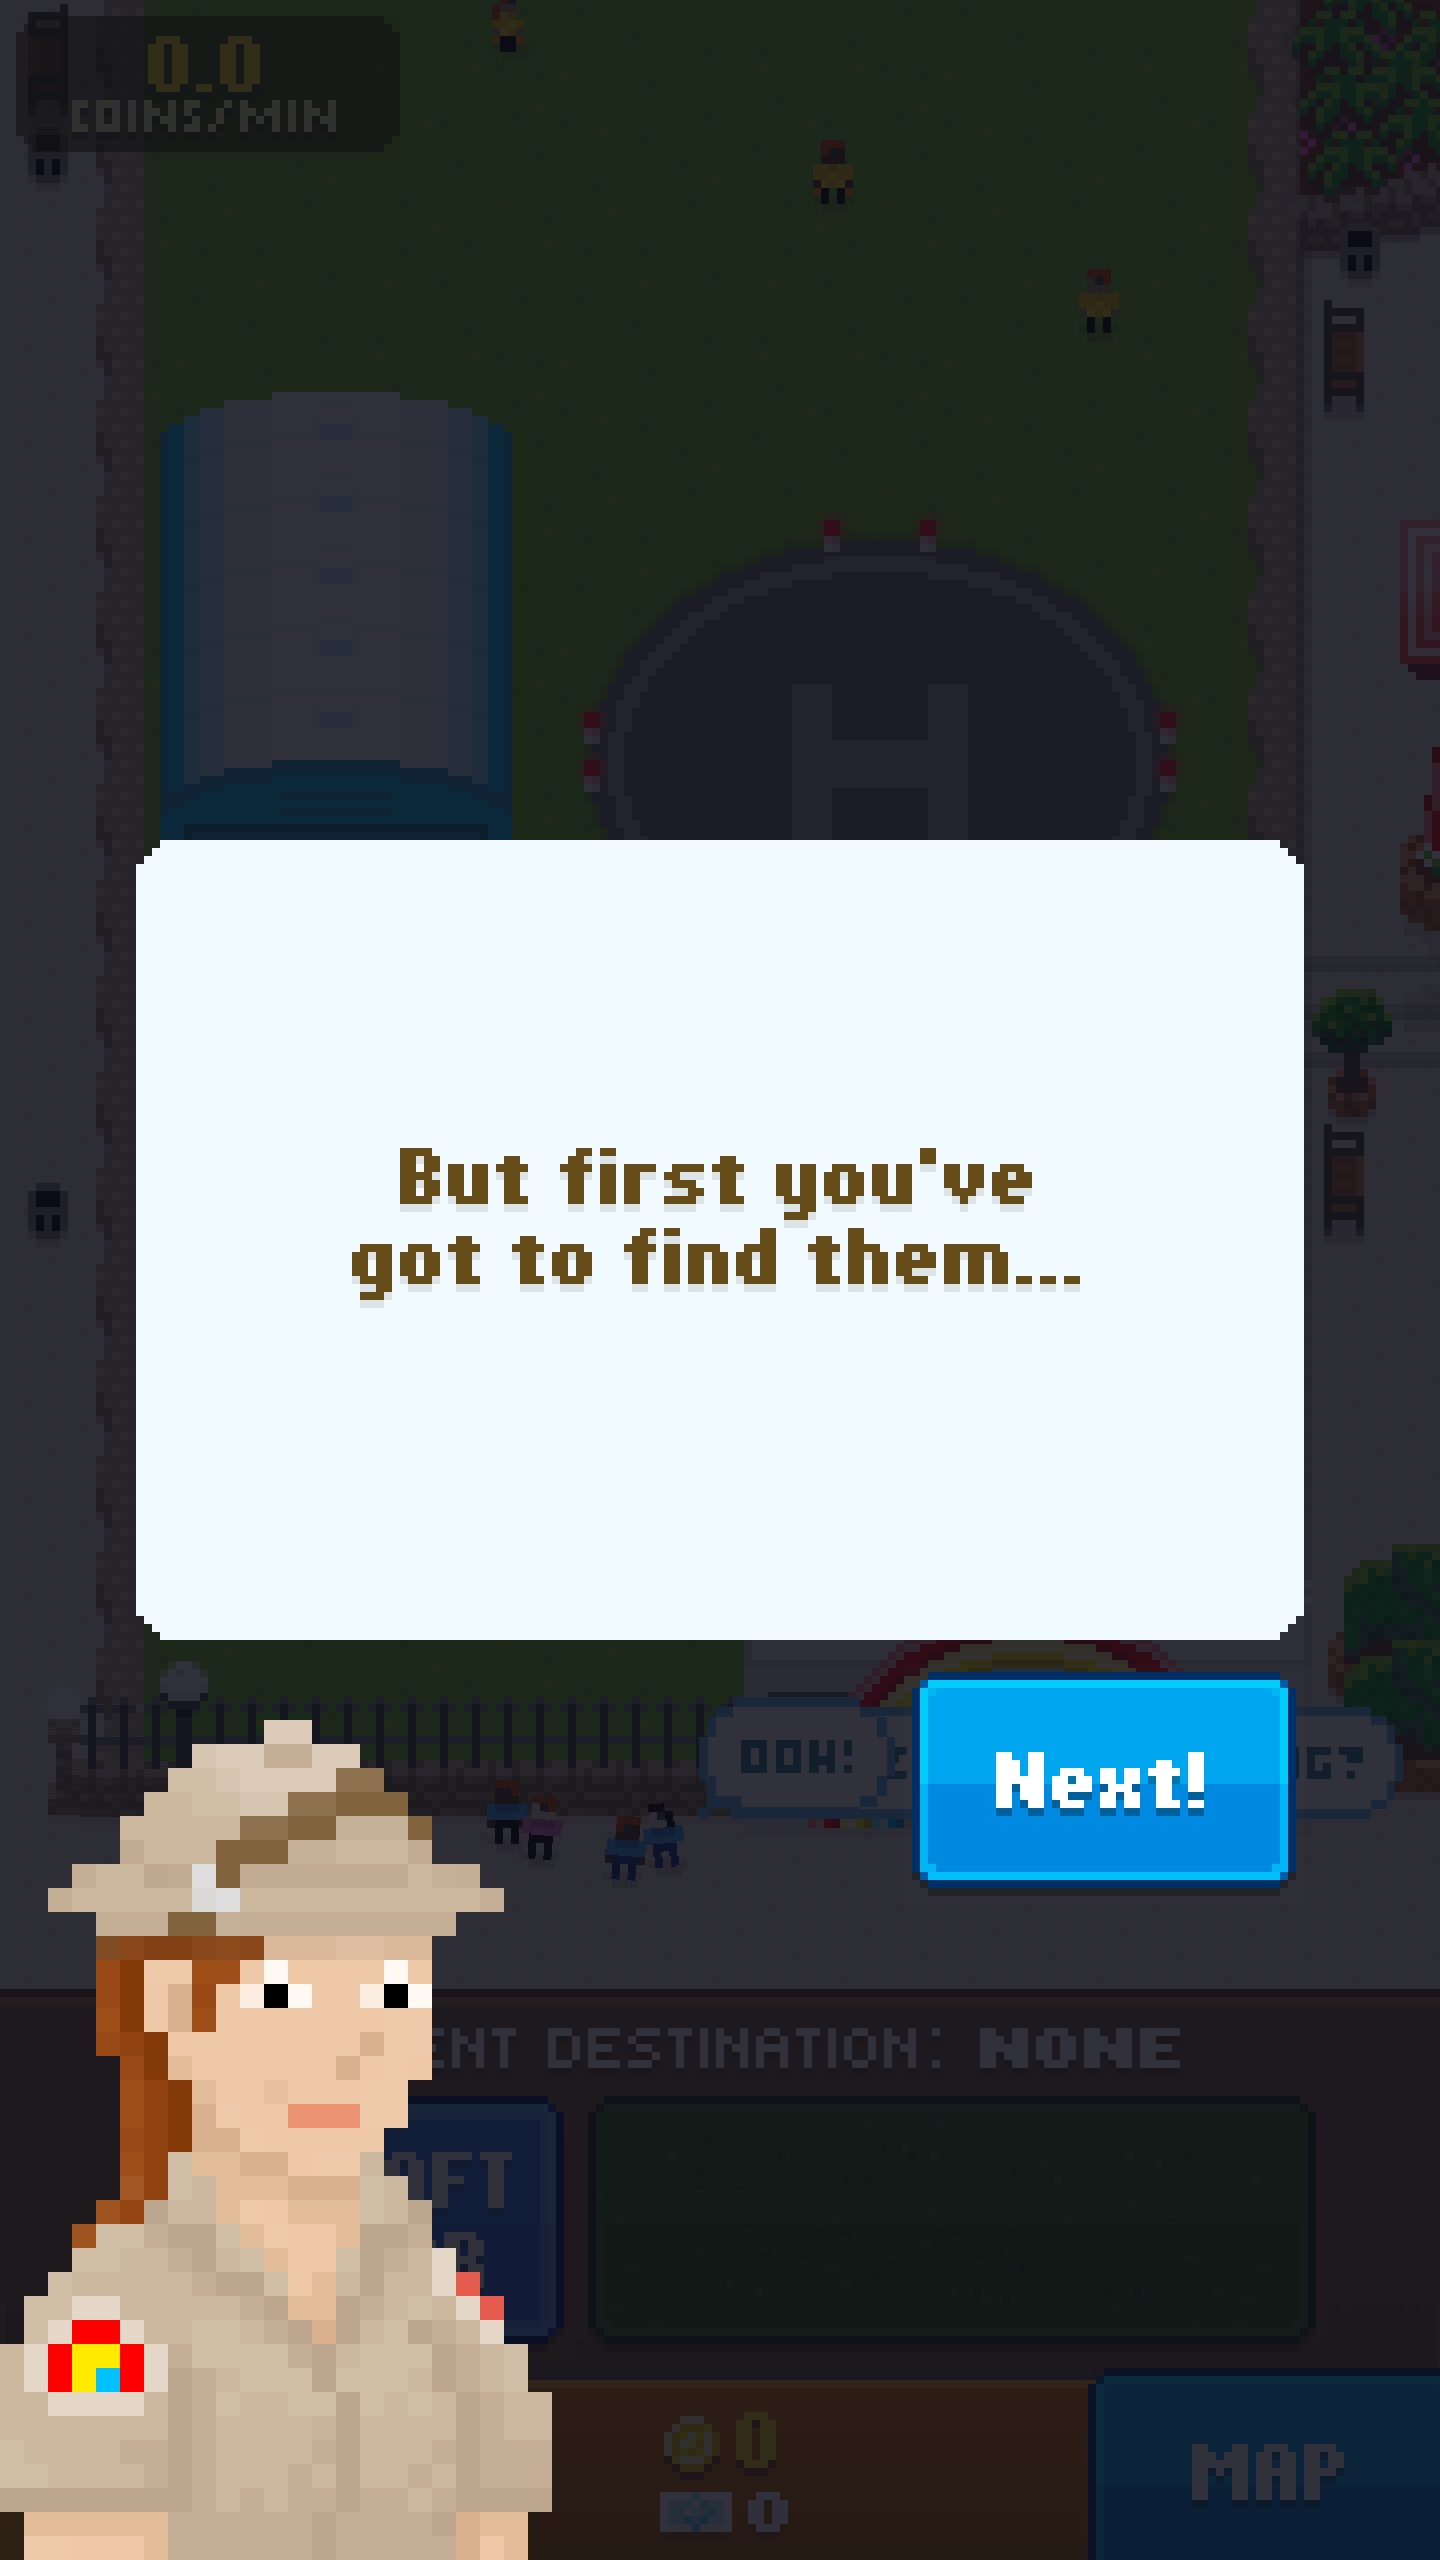 0.0
COINS/MIN
H
But first you've
got to find them...
OOH!
Next!
DESTINATION: NONE
0
0
MAP